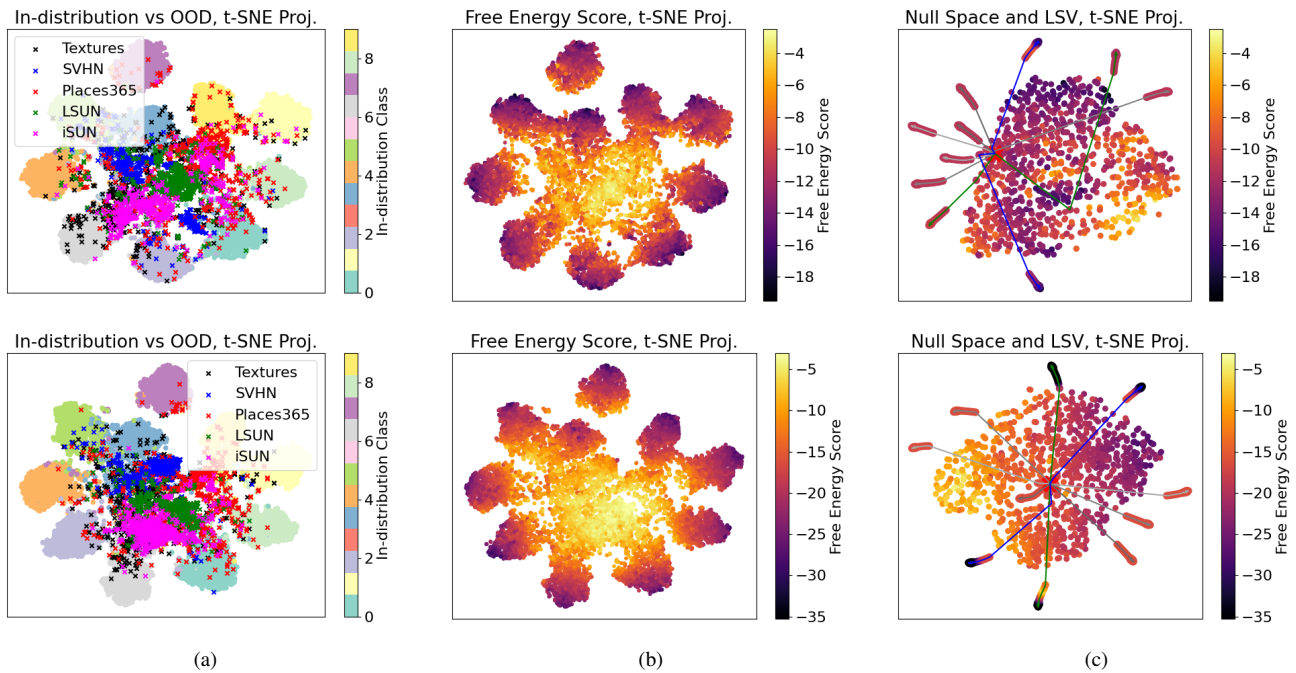 In-distribution vs OOD, t-SNE Proj.
Textures
SVHN
Places365
LSUN
iSUN
8
6
4
2
0
In-distribution Class
Free Energy Score, t-SNE Proj.
−4
−6
−8
−10
−12
−14
−16
−18
Free Energy Score
Null Space and LSV, t-SNE Proj.
−4
−6
−8
−10
−12
−14
−16
−18
Free Energy Score
In-distribution vs OOD, t-SNE Proj.
Textures
SVHN
Places365
LSUN
iSUN
8
6
4
2
0
In-distribution Class
Free Energy Score, t-SNE Proj.
−5
−10
−15
−20
−25
−30
−35
Free Energy Score
Null Space and LSV, t-SNE Proj.
−5
−10
−15
−20
−25
−30
−35
Free Energy Score
(a)
(b)
(c)